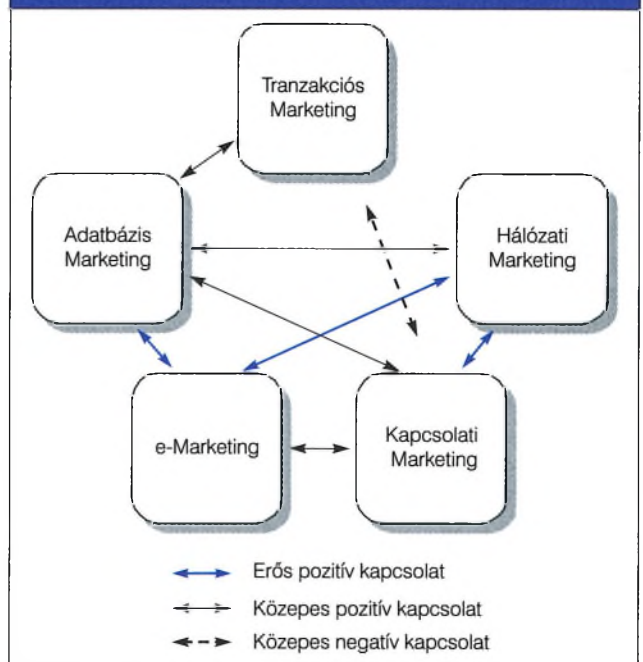 Tranzakciós
Marketing
Adatbázis
Marketing
Hálózati
Marketing
e-Marketing
Kapcsolati
Marketing
Erős pozitív kapcsolat
Közepes pozitív kapcsolat
Közepes negatív kapcsolat